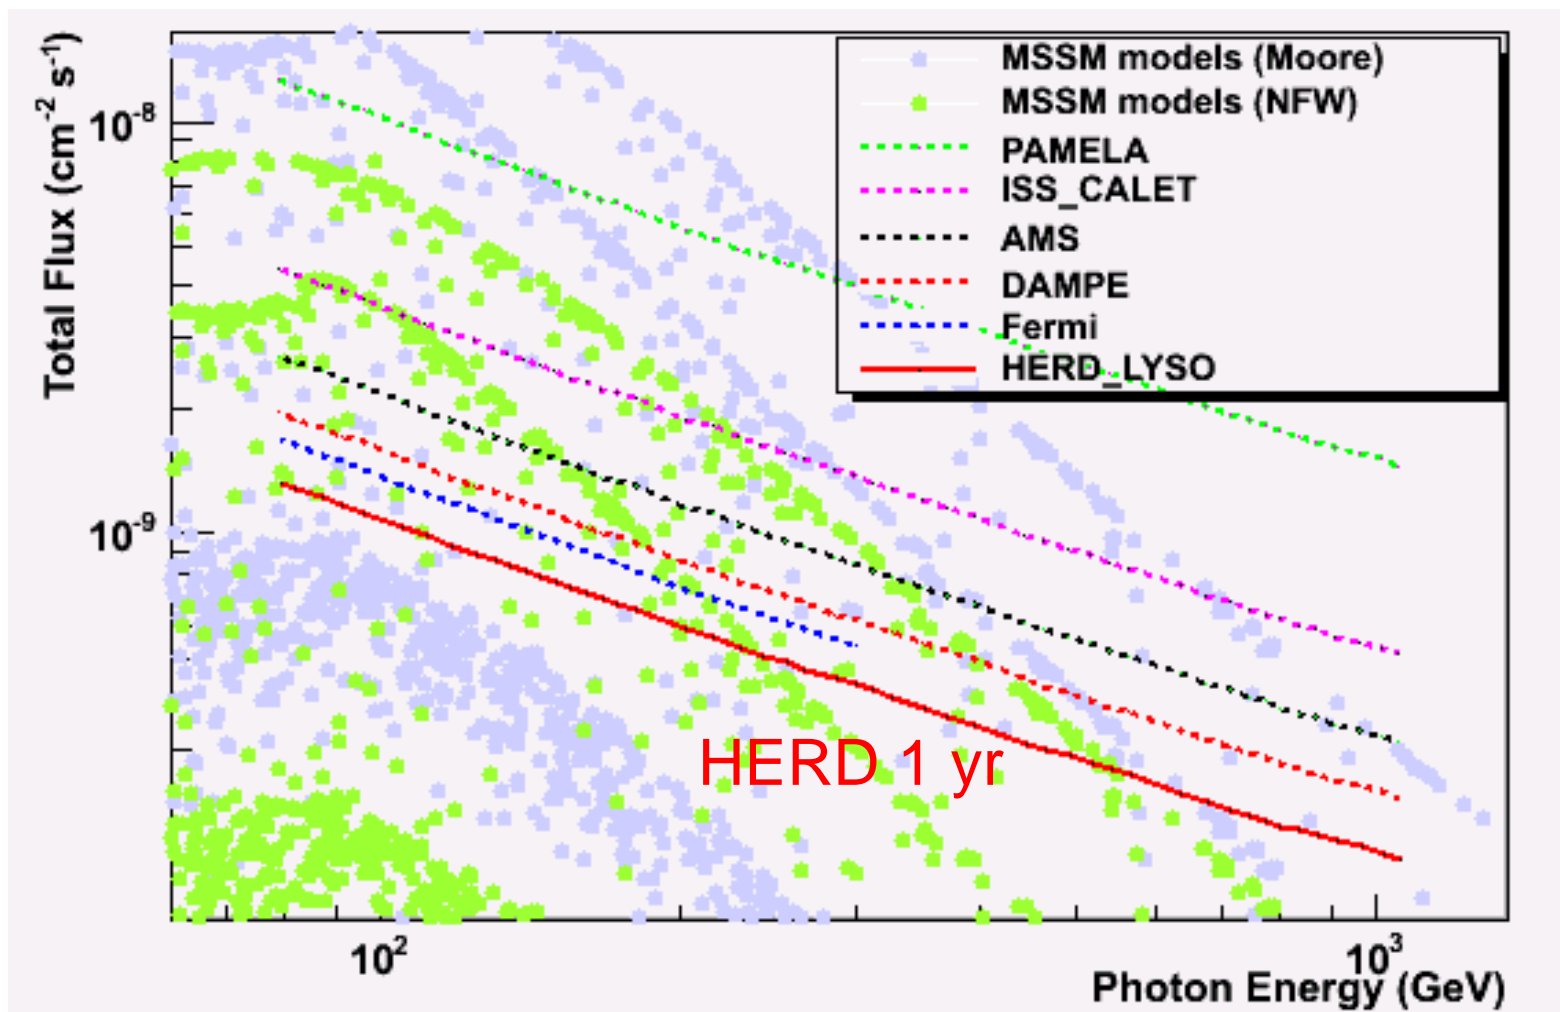 Total Flux (cm-2 s-1)
10-8
10-9
MSSM models (Moore)
MSSM models (NFW)
PAMELA
ISS_CALET
AMS
DAMPE
Fermi
HERD_LYSO
HERD 1 yr
102
103
Photon Energy (GeV)